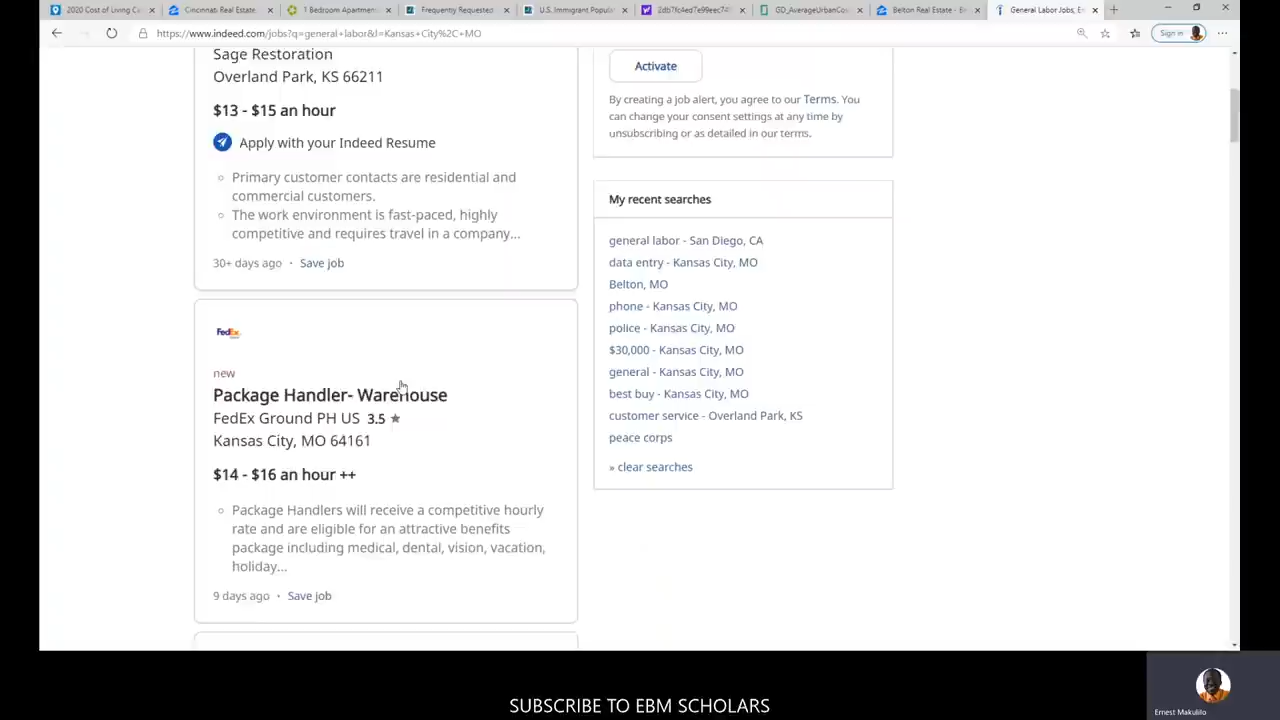 2020 Cost of Living Ca
Cincinnati Real Estate
1 Bedroom Apartment
Frequently Requested
U.S. Immigrant Popula
2db7fc4ed7e99eec74
GD_AverageUrbanCou
Belton Real Estate - Be
General Labor Jobs, Em
https://www.indeed.com/jobs?q=general+labor&l=Kansas+City%2C+MO
Sign in
Sage Restoration
Overland Park, KS 66211
$13 - $15 an hour
Apply with your Indeed Resume
Primary customer contacts are residential and
commercial customers.
The work environment is fast-paced, highly
competitive and requires travel in a company...
30+ days ago · Save job
FedEx
new
Package Handler- Warehouse
FedEx Ground PH US 3.5 ★
Kansas City, MO 64161
$14 - $16 an hour ++
Package Handlers will receive a competitive hourly
rate and are eligible for an attractive benefits
package including medical, dental, vision, vacation,
holiday...
9 days ago · Save job
Activate
By creating a job alert, you agree to our Terms. You
can change your consent settings at any time by
unsubscribing or as detailed in our terms.
My recent searches
general labor - San Diego, CA
data entry - Kansas City, MO
Belton, MO
phone - Kansas City, MO
police - Kansas City, MO
$30,000 - Kansas City, MO
general - Kansas City, MO
best buy - Kansas City, MO
customer service - Overland Park, KS
peace corps
» clear searches
Ernest Makulilo
SUBSCRIBE TO EBM SCHOLARS